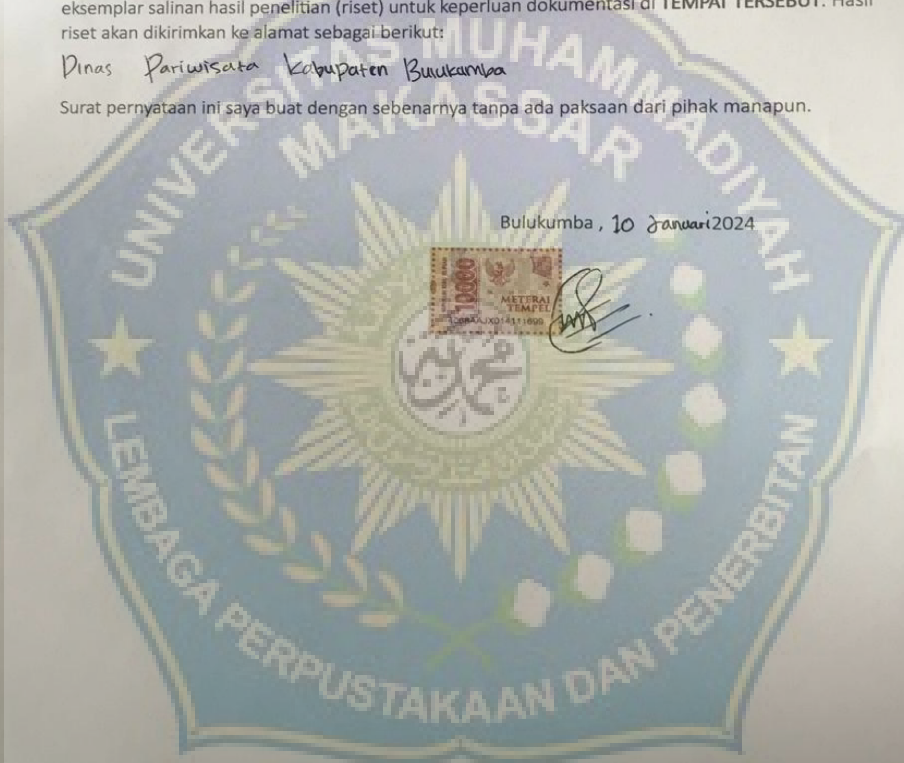 eksemplar salinan hasil penelitian (riset) untuk keperluan dokumentasi di TEMPAT TERSEBUT. Hasil
riset akan dikirimkan ke alamat sebagai berikut:
Dinas Pariwisata Kabupaten Bulukumba
Surat pernyataan ini saya buat dengan sebenarnya tanpa ada paksaan dari pihak manapun.
UNIVERSITAS MUHAMMADIYAH
MAKASSAR
Bulukumba , 10 Januari 2024
10000
METERAI
TEMPEL
محمد
LEMBAGA PERPUSTAKAAN DAN PENERBITAN